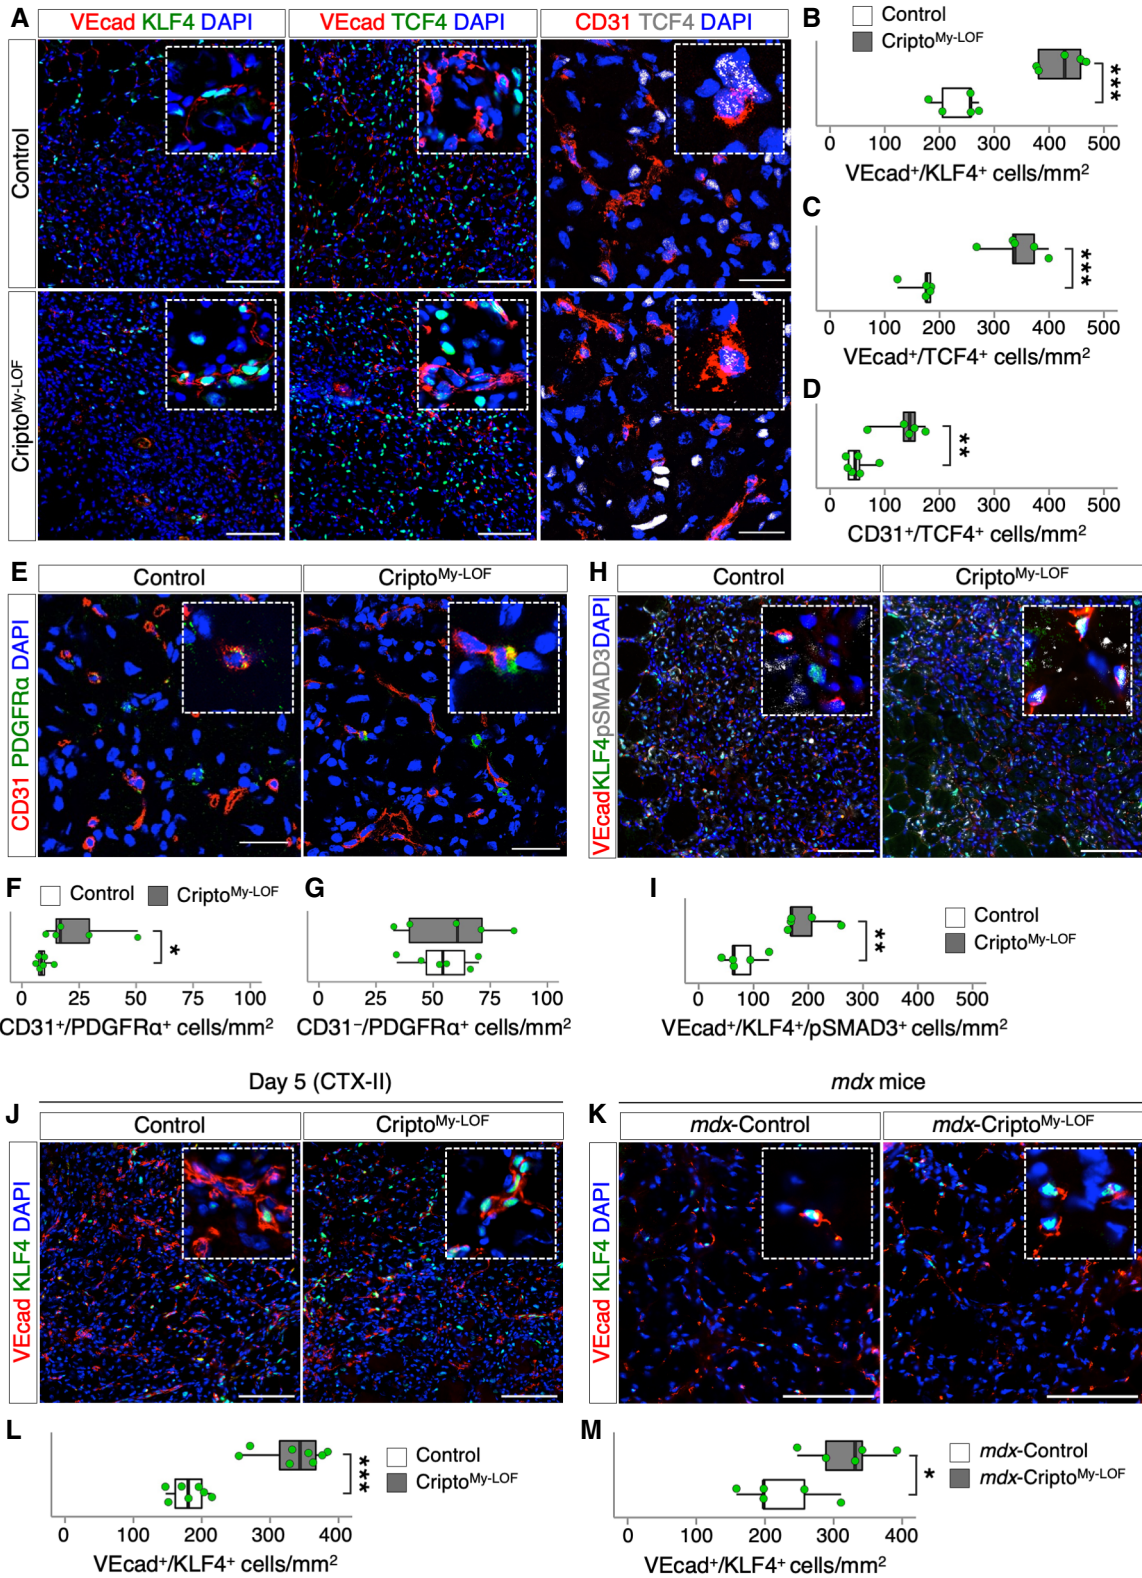 A
VEcad KLF4 DAPI
VEcad TCF4 DAPI
CD31 TCF4 DAPI
Control
CriptoMy-LOF
B
Control
CriptoMy-LOF
***
0 100 200 300 400 500
VEcad+/KLF4+ cells/mm2
C
***
0 100 200 300 400 500
VEcad+/TCF4+ cells/mm2
D
**
0 100 200 300 400 500
CD31+/TCF4+ cells/mm2
E
Control
CriptoMy-LOF
CD31 PDGFRα DAPI
H
Control
CriptoMy-LOF
VEcadKLF4pSMAD3DAPI
F
Control
CriptoMy-LOF
*
0 25 50 75 100
CD31+/PDGFRα+ cells/mm2
G
0 25 50 75 100
CD31−/PDGFRα+ cells/mm2
I
Control
CriptoMy-LOF
**
0 100 200 300 400 500
VEcad+/KLF4+/pSMAD3+ cells/mm2
Day 5 (CTX-II)
J
Control
CriptoMy-LOF
VEcad KLF4 DAPI
mdx mice
K
mdx-Control
mdx-CriptoMy-LOF
VEcad KLF4 DAPI
L
Control
CriptoMy-LOF
***
0 100 200 300 400
VEcad+/KLF4+ cells/mm2
M
mdx-Control
mdx-CriptoMy-LOF
*
0 100 200 300 400
VEcad+/KLF4+ cells/mm2